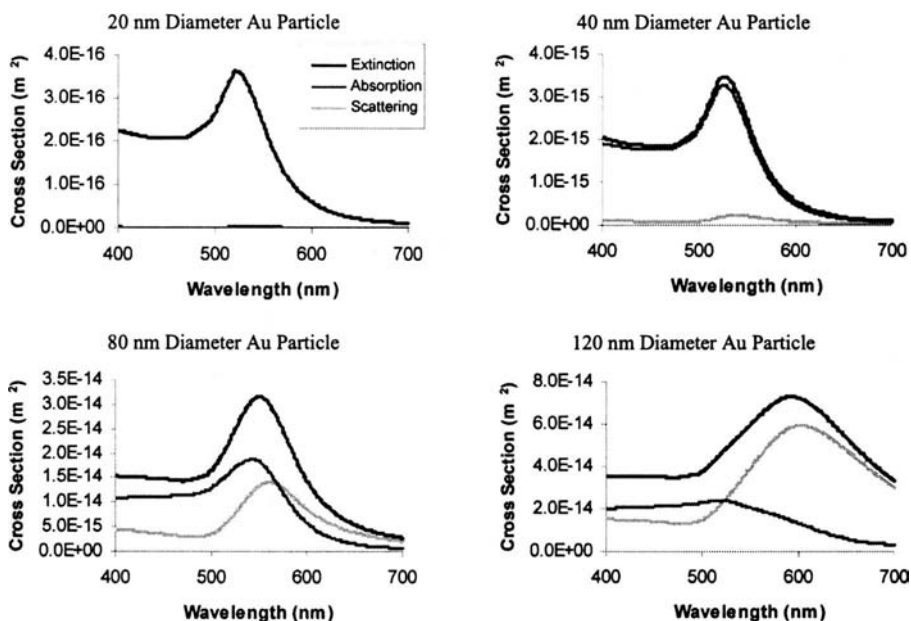 20 nm Diameter Au Particle
Cross Section (m ²)
4.0E-16
3.0E-16
2.0E-16
1.0E-16
0.0E+00
Extinction
Absorption
Scattering
400 500 600 700
Wavelength (nm)
40 nm Diameter Au Particle
Cross Section (m ²)
4.0E-15
3.0E-15
2.0E-15
1.0E-15
0.0E+00
400 500 600 700
Wavelength (nm)
80 nm Diameter Au Particle
Cross Section (m ²)
3.5E-14
3.0E-14
2.5E-14
2.0E-14
1.5E-14
1.0E-14
5.0E-15
0.0E+00
400 500 600 700
Wavelength (nm)
120 nm Diameter Au Particle
Cross Section (m ²)
8.0E-14
6.0E-14
4.0E-14
2.0E-14
0.0E+00
400 500 600 700
Wavelength (nm)